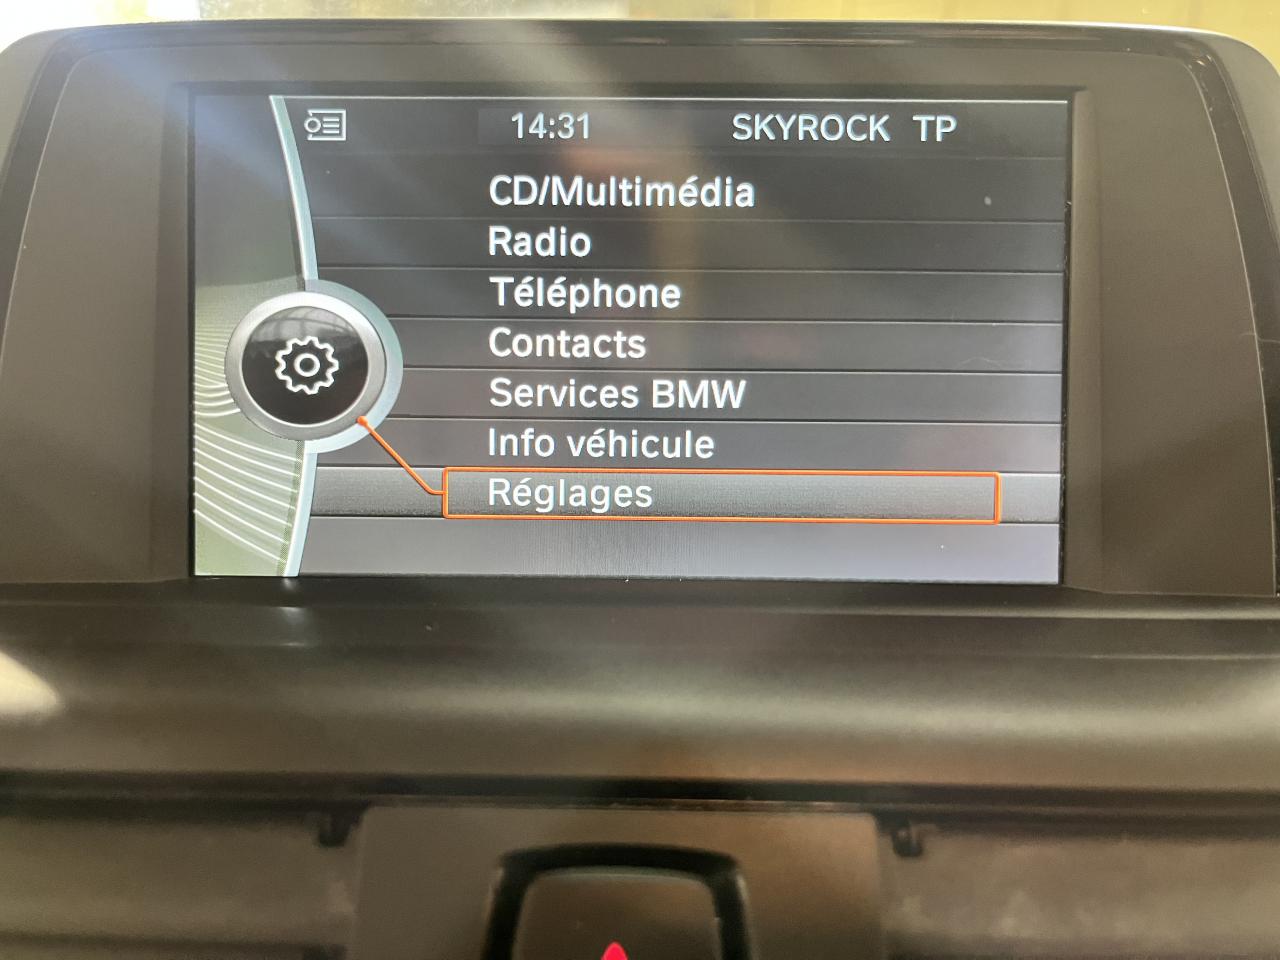 14:31 SKYROCK TP
CD/Multimédia
Radio
Téléphone
Contacts
Services BMW
Info véhicule
Réglages